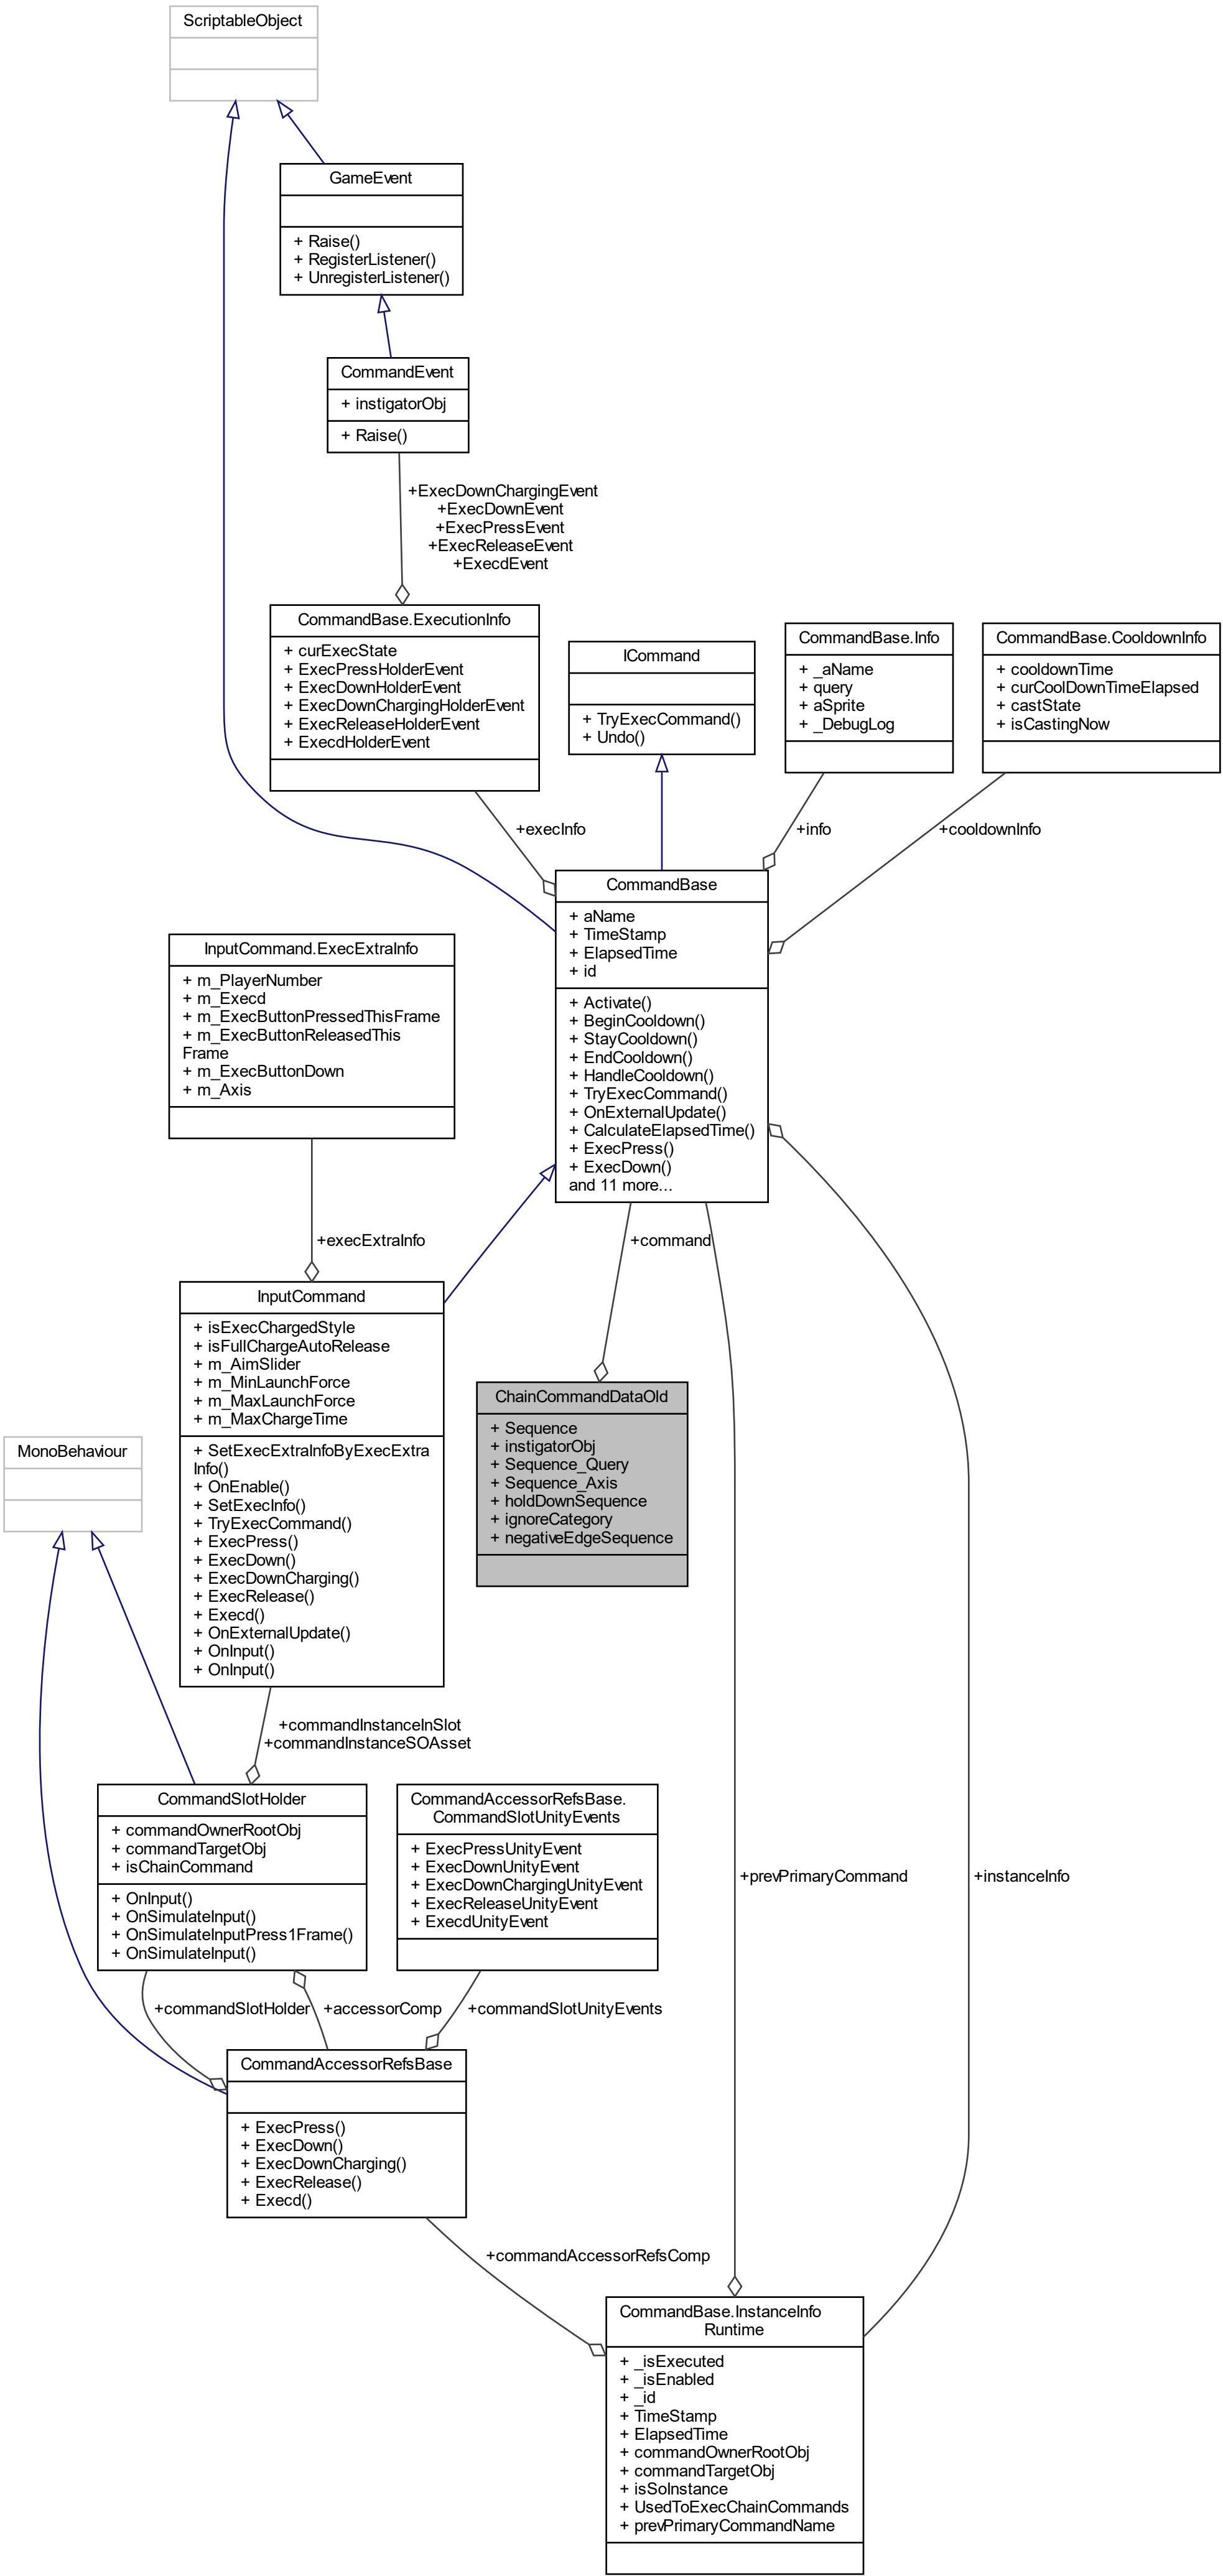 ScriptableObject
GameEvent
+ Raise()
+ RegisterListener()
+ UnregisterListener()
CommandEvent
+ instigatorObj
+ Raise()
+ExecDownChargingEvent
+ExecDownEvent
+ExecPressEvent
+ExecReleaseEvent
+ExecdEvent
CommandBase.ExecutionInfo
+ curExecState
+ ExecPressHolderEvent
+ ExecDownHolderEvent
+ ExecDownChargingHolderEvent
+ ExecReleaseHolderEvent
+ ExecdHolderEvent
ICommand
+ TryExecCommand()
+ Undo()
CommandBase.Info
+ _aName
+ query
+ aSprite
+ _DebugLog
CommandBase.CooldownInfo
+ cooldownTime
+ curCoolDownTimeElapsed
+ castState
+ isCastingNow
+execInfo
+info
+cooldownInfo
CommandBase
+ aName
+ TimeStamp
+ ElapsedTime
+ id
+ Activate()
+ BeginCooldown()
+ StayCooldown()
+ EndCooldown()
+ HandleCooldown()
+ TryExecCommand()
+ OnExternalUpdate()
+ CalculateElapsedTime()
+ ExecPress()
+ ExecDown()
and 11 more...
InputCommand.ExecExtraInfo
+ m_PlayerNumber
+ m_Execd
+ m_ExecButtonPressedThisFrame
+ m_ExecButtonReleasedThis
Frame
+ m_ExecButtonDown
+ m_Axis
+execExtraInfo
+command
InputCommand
+ isExecChargedStyle
+ isFullChargeAutoRelease
+ m_AimSlider
+ m_MinLaunchForce
+ m_MaxLaunchForce
+ m_MaxChargeTime
+ SetExecExtraInfoByExecExtra
Info()
+ OnEnable()
+ SetExecInfo()
+ TryExecCommand()
+ ExecPress()
+ ExecDown()
+ ExecDownCharging()
+ ExecRelease()
+ Execd()
+ OnExternalUpdate()
+ OnInput()
+ OnInput()
ChainCommandDataOld
+ Sequence
+ instigatorObj
+ Sequence_Query
+ Sequence_Axis
+ holdDownSequence
+ ignoreCategory
+ negativeEdgeSequence
MonoBehaviour
+commandInstanceInSlot
+commandInstanceSOAsset
CommandSlotHolder
+ commandOwnerRootObj
+ commandTargetObj
+ isChainCommand
+ OnInput()
+ OnSimulateInput()
+ OnSimulateInputPress1Frame()
+ OnSimulateInput()
CommandAccessorRefsBase.
CommandSlotUnityEvents
+ ExecPressUnityEvent
+ ExecDownUnityEvent
+ ExecDownChargingUnityEvent
+ ExecReleaseUnityEvent
+ ExecdUnityEvent
+prevPrimaryCommand
+instanceInfo
+commandSlotHolder
+accessorComp
+commandSlotUnityEvents
CommandAccessorRefsBase
+ ExecPress()
+ ExecDown()
+ ExecDownCharging()
+ ExecRelease()
+ Execd()
+commandAccessorRefsComp
CommandBase.InstanceInfo
Runtime
+ _isExecuted
+ _isEnabled
+ _id
+ TimeStamp
+ ElapsedTime
+ commandOwnerRootObj
+ commandTargetObj
+ isSoInstance
+ UsedToExecChainCommands
+ prevPrimaryCommandName